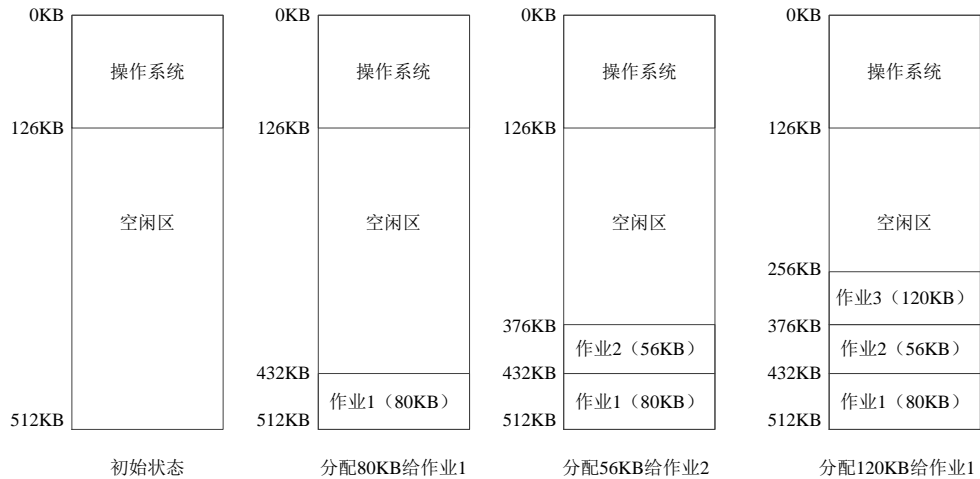 0KB
操作系统
126KB
空闲区
512KB
初始状态
0KB
操作系统
126KB
空闲区
432KB
作业1（80KB）
512KB
分配80KB给作业1
0KB
操作系统
126KB
空闲区
376KB
作业2（56KB）
432KB
作业1（80KB）
512KB
分配56KB给作业2
0KB
操作系统
126KB
空闲区
256KB
作业3（120KB）
376KB
作业2（56KB）
432KB
作业1（80KB）
512KB
分配120KB给作业1